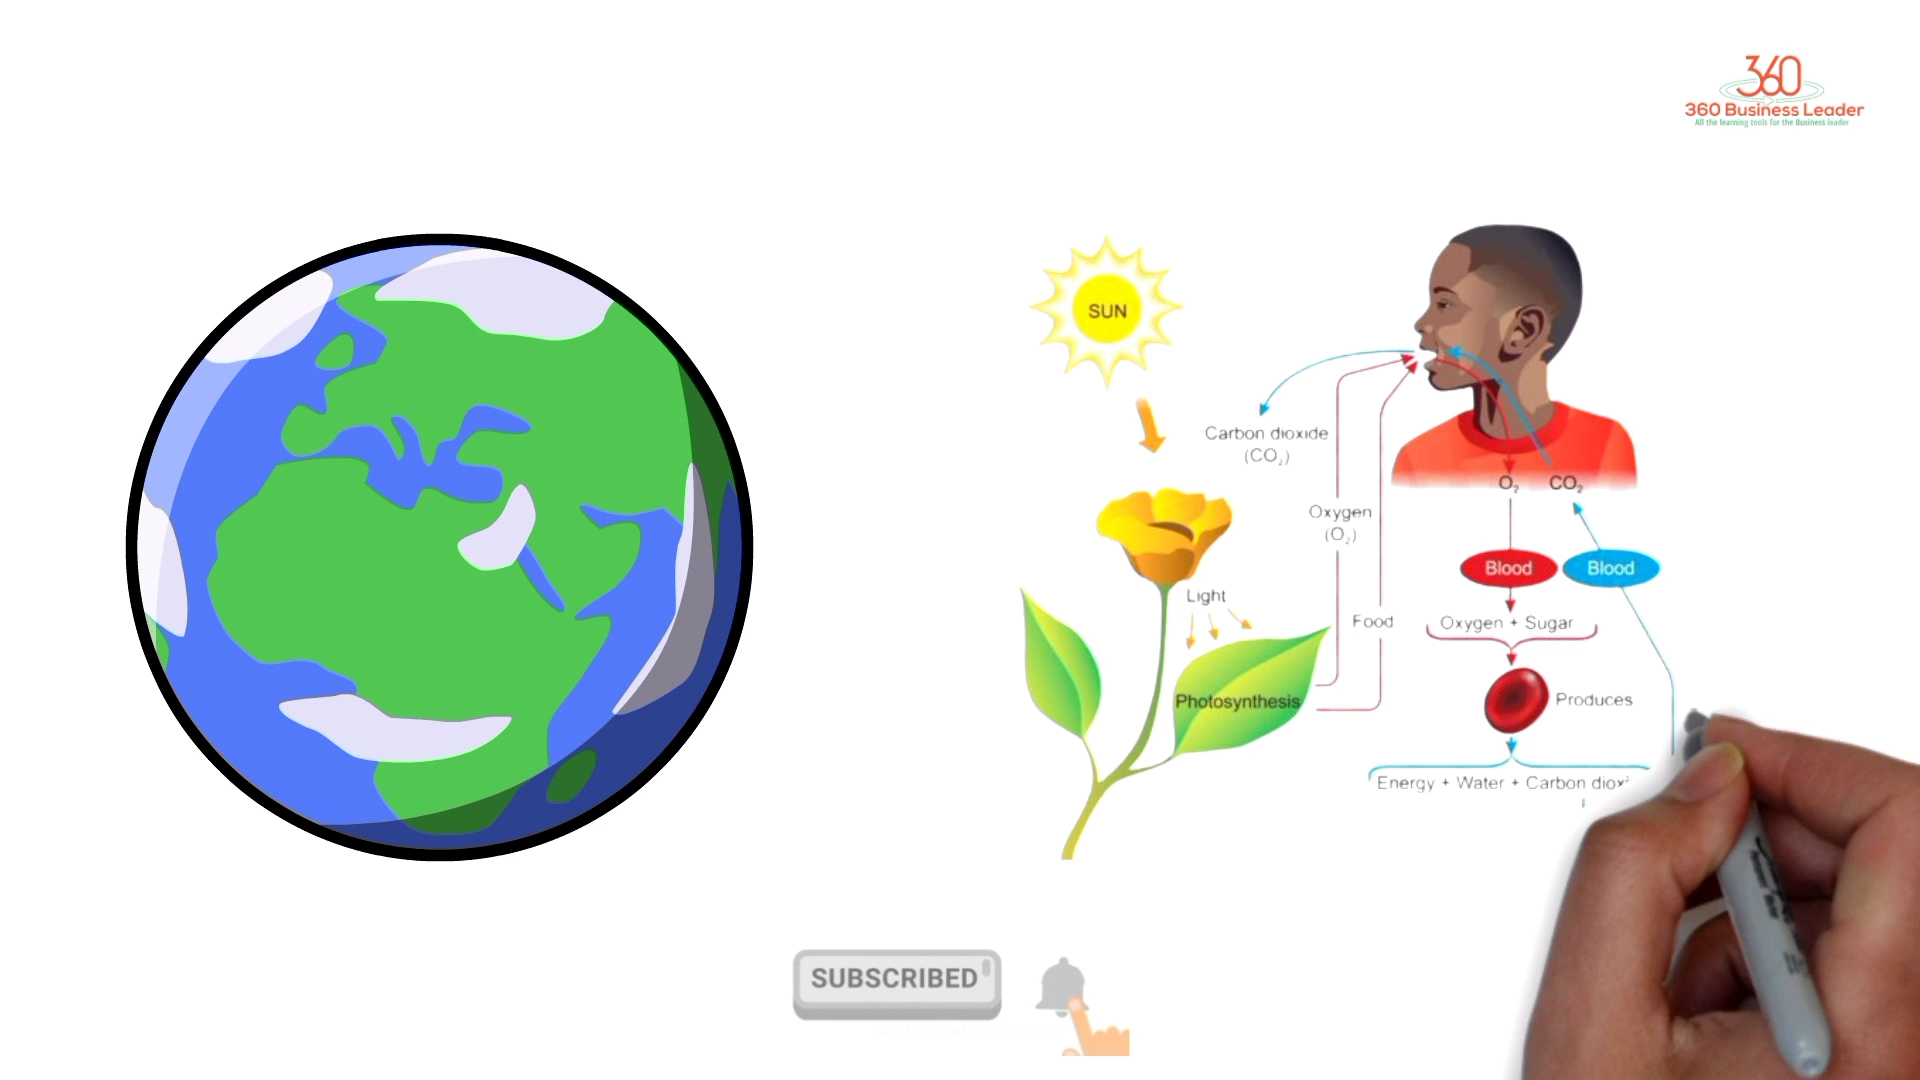 360
360 Business Leader
All the learning tools for the Business leader
SUN
Carbon dioxide
(CO₂)
O₂
CO₂
Oxygen
(O₂)
Blood
Blood
Light
Food
Oxygen + Sugar
Photosynthesis
Produces
Energy + Water + Carbon
SUBSCRIBED